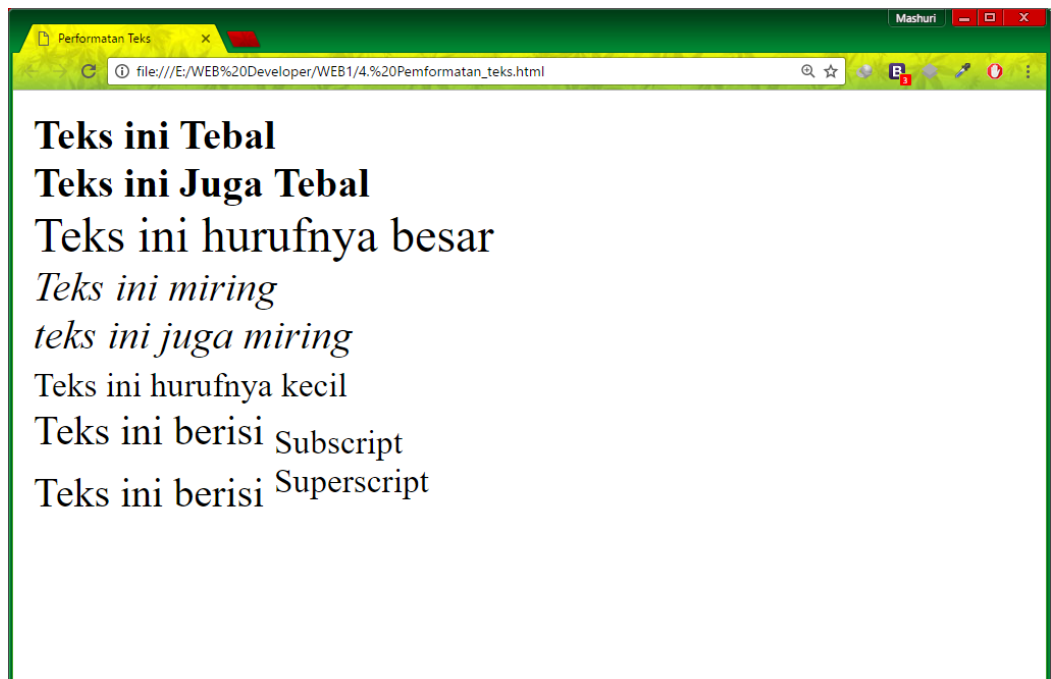 Mashuri
Performatan Teks
file:///E:/WEB%20Developer/WEB1/4.%20Pemformatan_teks.html
3
Teks ini Tebal
Teks ini Juga Tebal
Teks ini hurufnya besar
Teks ini miring
teks ini juga miring
Teks ini hurufnya kecil
Teks ini berisi Subscript
Teks ini berisi Superscript